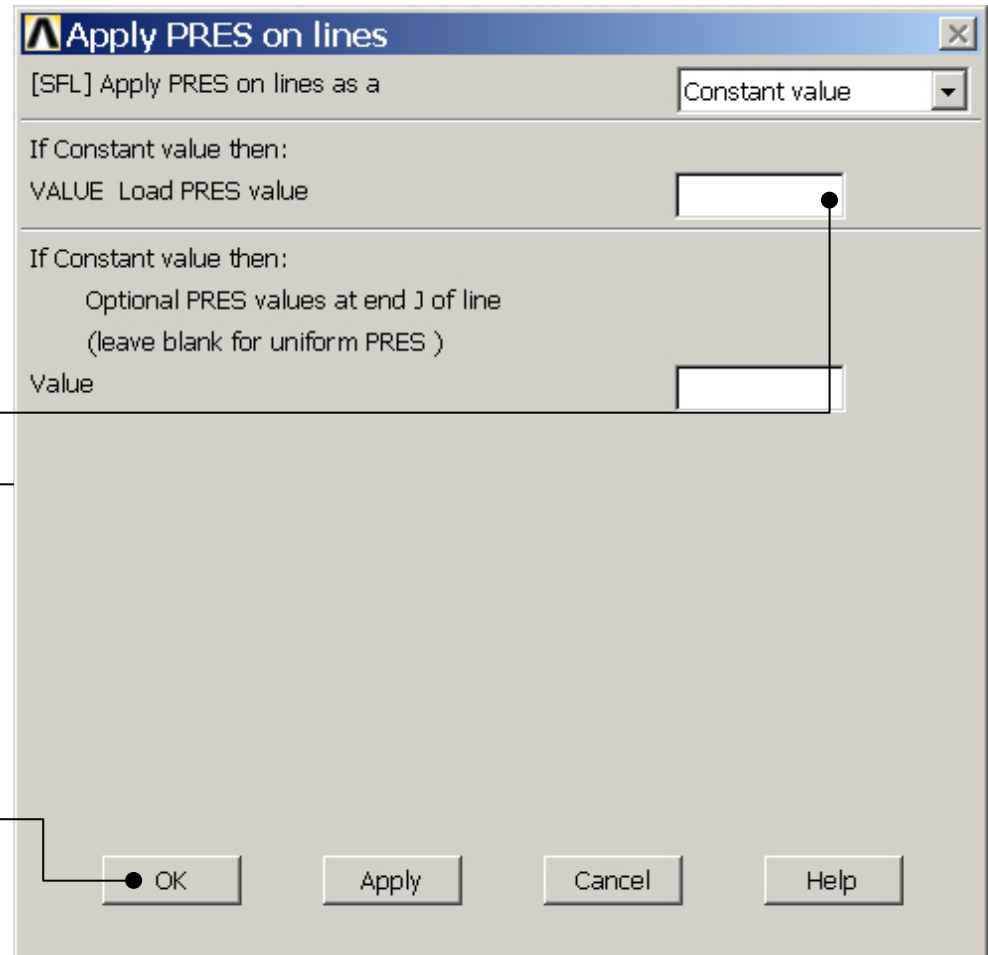 Apply PRES on lines
[SFL] Apply PRES on lines as a
Constant value
If Constant value then:
VALUE Load PRES value
If Constant value then:
Optional PRES values at end J of line
(leave blank for uniform PRES )
Value
OK
Apply
Cancel
Help